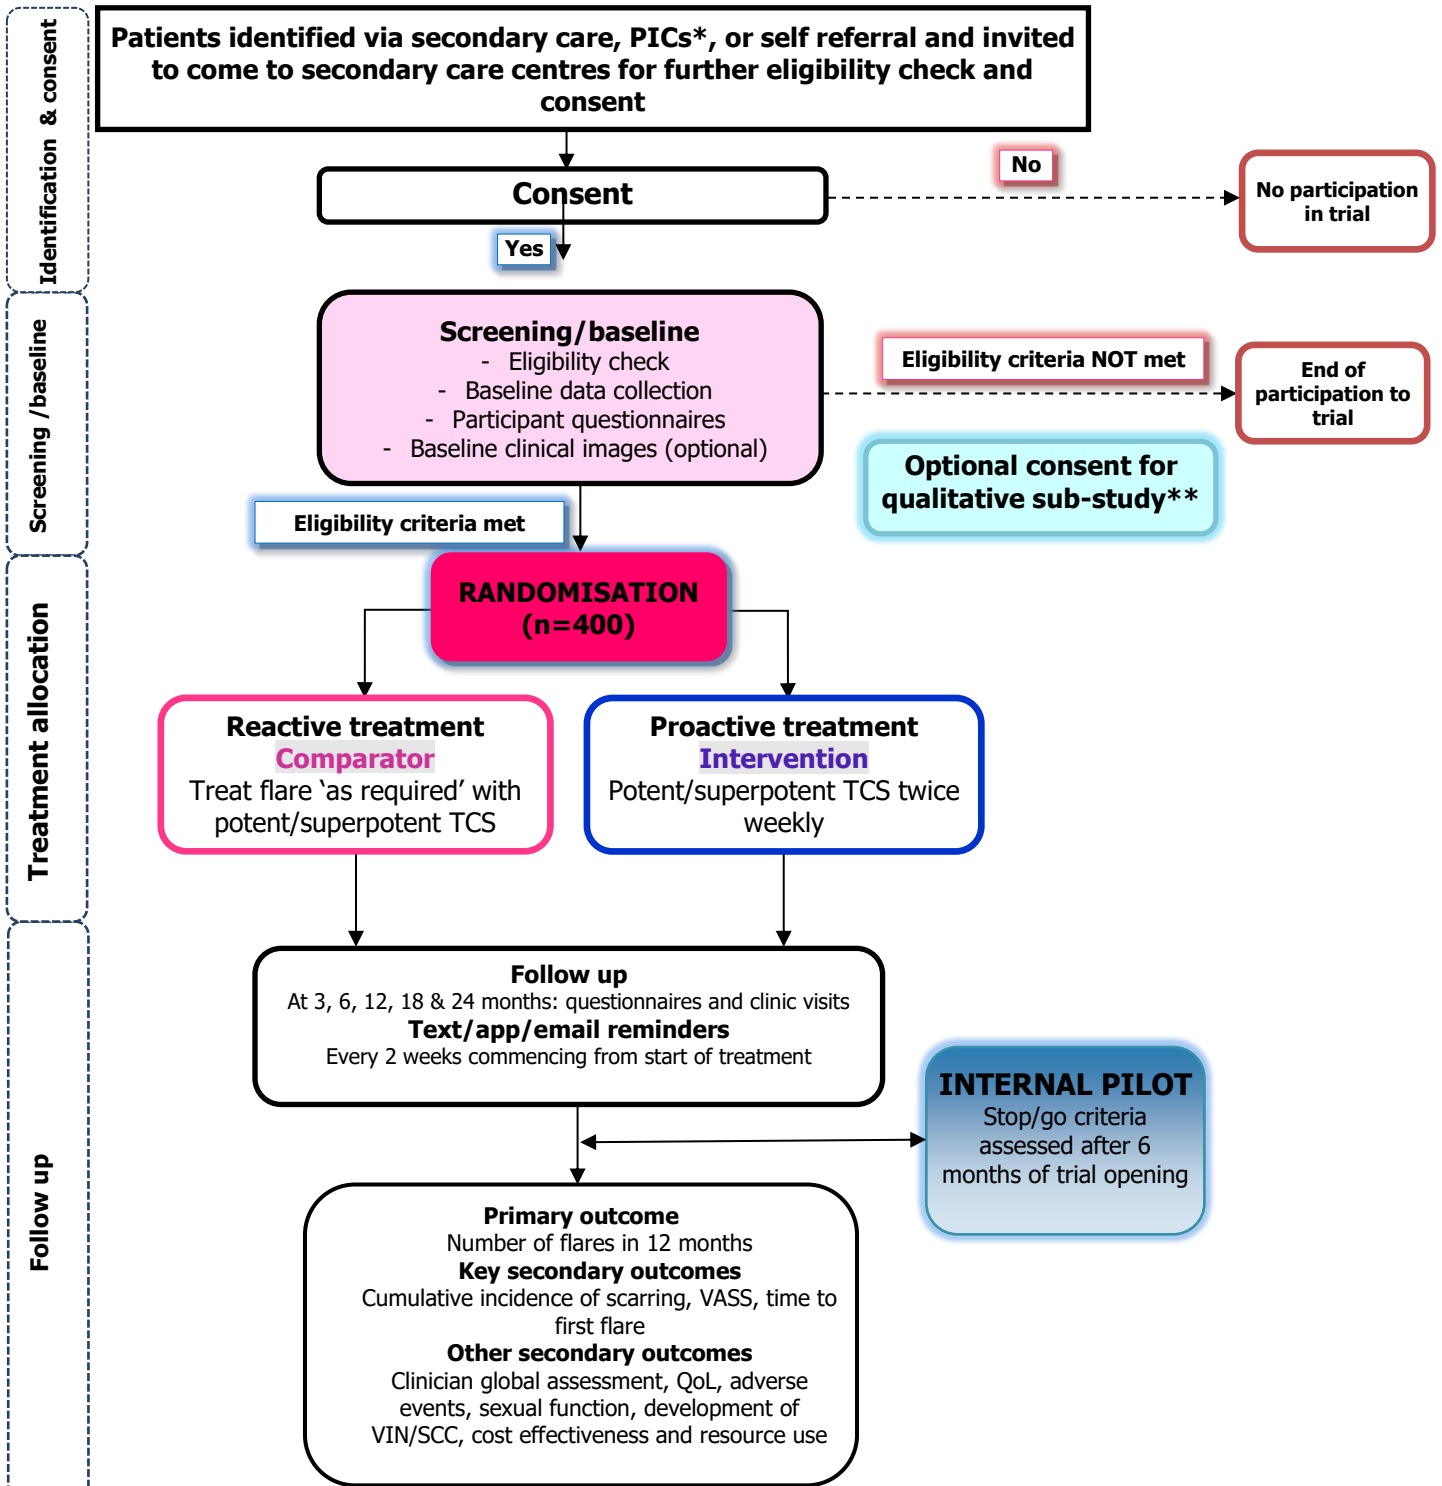 Identification & consent
Patients identified via secondary care, PICs*, or self referral and invited
to come to secondary care centres for further eligibility check and
consent
Consent
No
No participation
in trial
Yes
Screening /baseline
Screening/baseline
- Eligibility check
- Baseline data collection
- Participant questionnaires
- Baseline clinical images (optional)
Eligibility criteria NOT met
End of
participation to
trial
Optional consent for
qualitative sub-study**
Eligibility criteria met
Treatment allocation
RANDOMISATION
(n=400)
Reactive treatment
Comparator
Treat flare ‘as required’ with
potent/superpotent TCS
Proactive treatment
Intervention
Potent/superpotent TCS twice
weekly
Follow up
Follow up
At 3, 6, 12, 18 & 24 months: questionnaires and clinic visits
Text/app/email reminders
Every 2 weeks commencing from start of treatment
INTERNAL PILOT
Stop/go criteria
assessed after 6
months of trial opening
Primary outcome
Number of flares in 12 months
Key secondary outcomes
Cumulative incidence of scarring, VASS, time to
first flare
Other secondary outcomes
Clinician global assessment, QoL, adverse
events, sexual function, development of
VIN/SCC, cost effectiveness and resource use